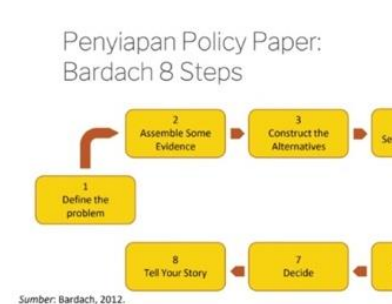 Penyiapan Policy Paper:
Bardach 8 Steps
1
Define the
problem
2
Assemble Some
Evidence
3
Construct the
Alternatives
7
Decide
8
Tell Your Story
Sumber: Bardach, 2012.